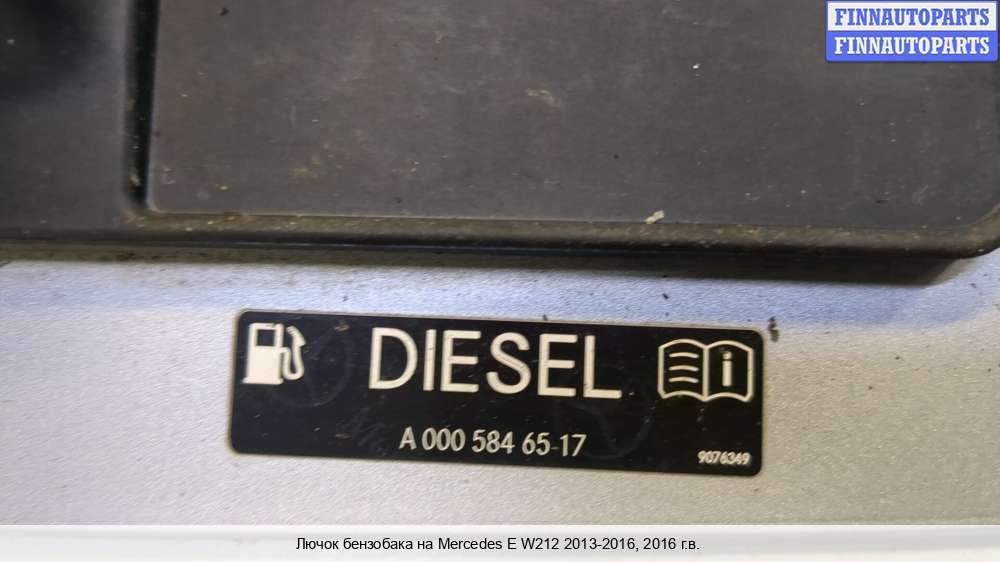 FINNAUTOPARTS
FINNAUTOPARTS
DIESEL
i
A 000 584 65-17
9076349
Лючок бензобака на Mercedes E W212 2013-2016, 2016 г.в.